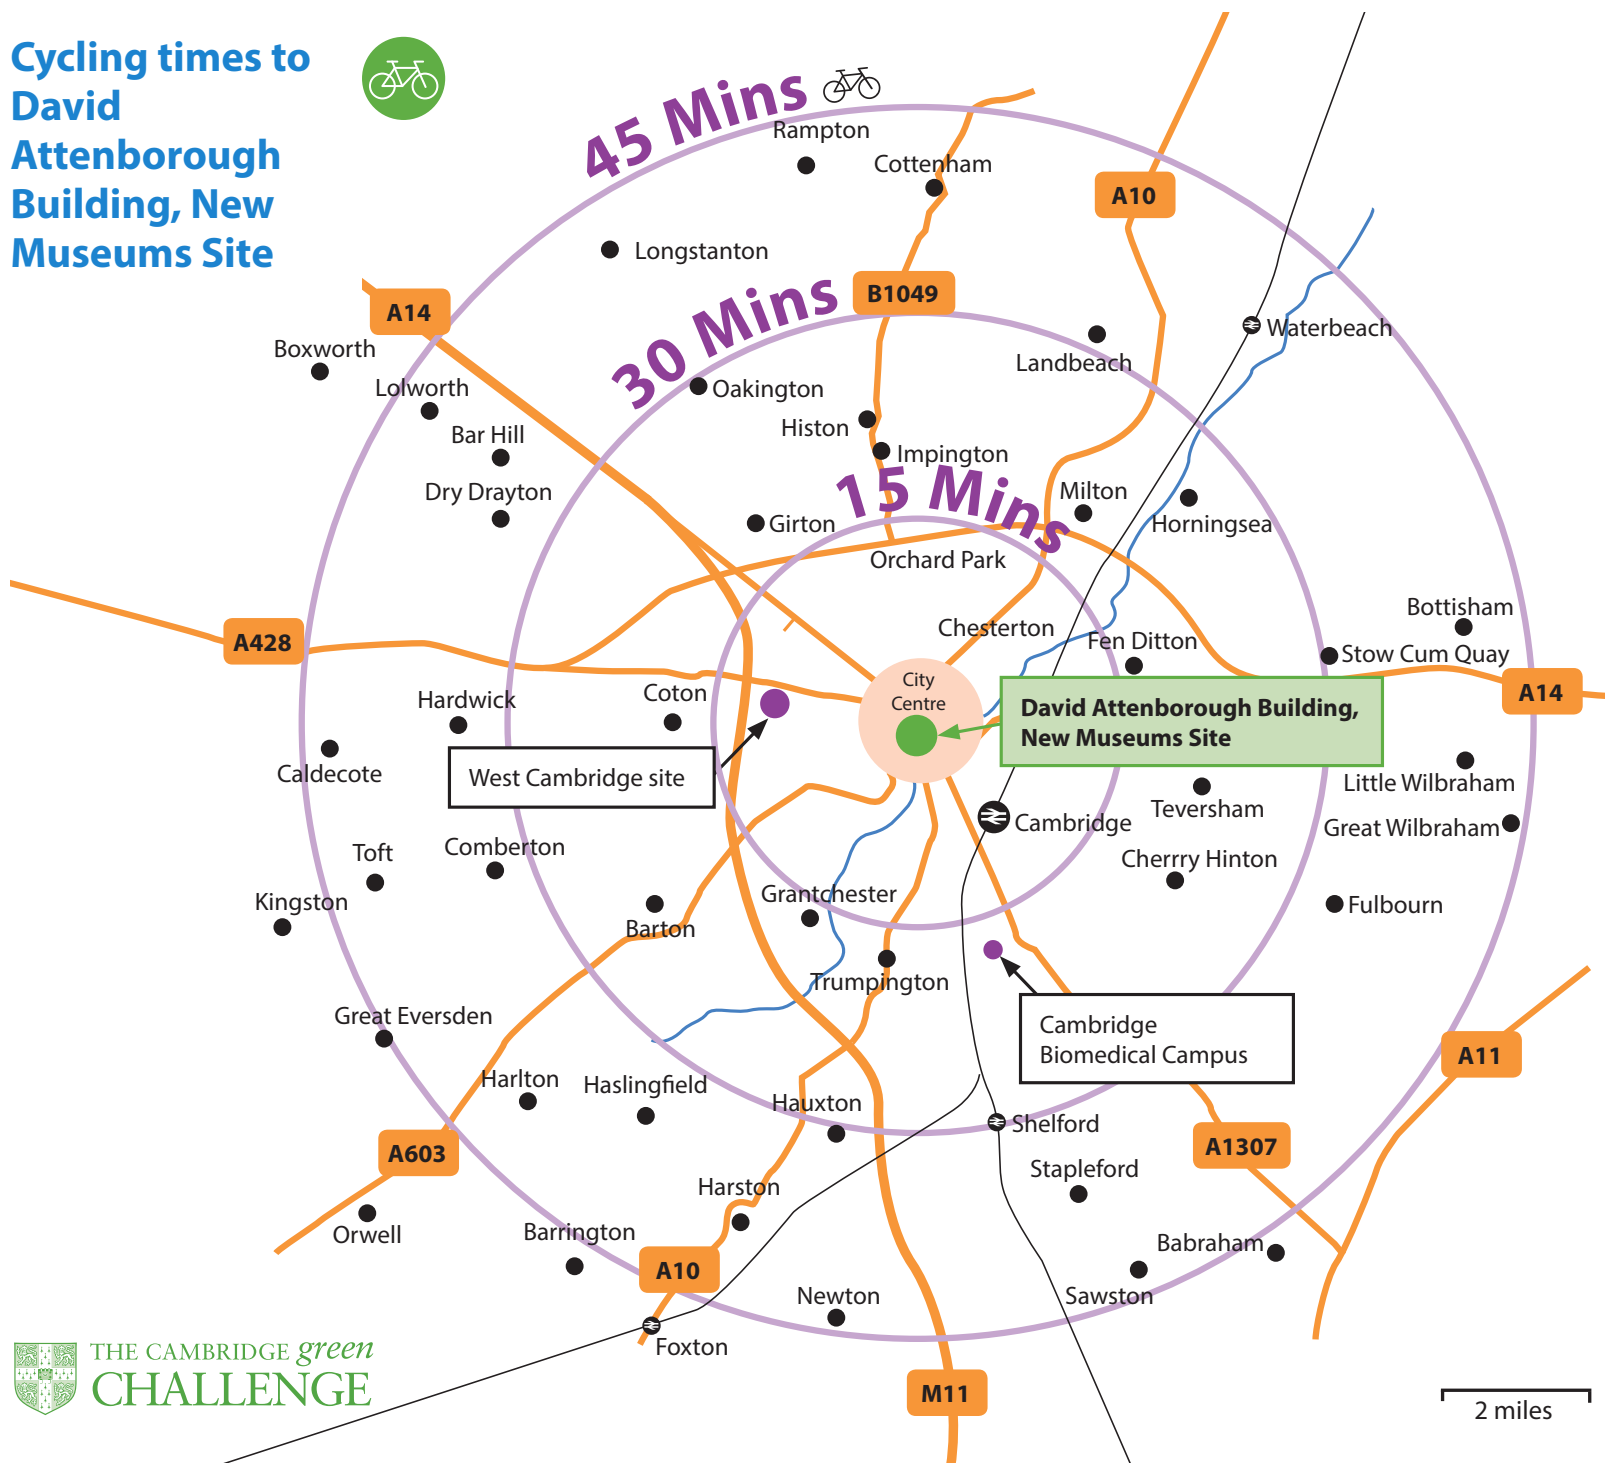 Cycling times to
David
Attenborough
Building, New
Museums Site
45 Mins
Rampton
Cottenham
A10
Longstanton
30 Mins
B1049
A14
Boxworth
Waterbeach
Landbeach
Lolworth
Oakington
Bar Hill
Histon
Impington
15 Mins
Dry Drayton
Milton
Girton
Horningsea
Orchard Park
Bottisham
A428
Chesterton
Fen Ditton
Stow Cum Quay
City
Centre
Hardwick
Coton
A14
David Attenborough Building,
New Museums Site
Caldecote
West Cambridge site
Little Wilbraham
Teversham
Cambridge
Great Wilbraham
Toft
Comberton
Cherrry Hinton
Kingston
Grantchester
Fulbourn
Barton
Trumpington
Great Eversden
Cambridge
Biomedical Campus
A11
Harlton
Haslingfield
Hauxton
Shelford
A603
A1307
Stapleford
Harston
Orwell
Barrington
Babraham
A10
Newton
Sawston
Foxton
THE CAMBRIDGE green
CHALLENGE
M11
2 miles